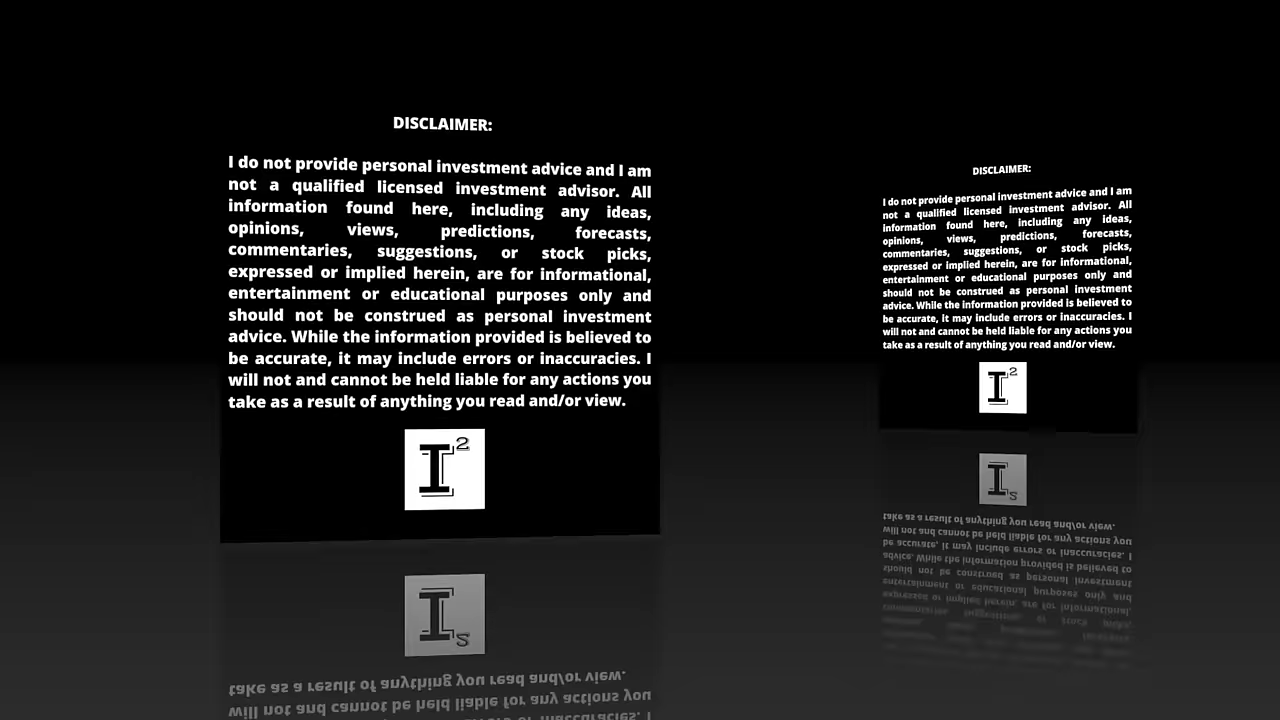 DISCLAIMER:
I do not provide personal investment advice and I am
not a qualified licensed investment advisor. All
information found here, including any ideas,
opinions, views, predictions, forecasts,
commentaries, suggestions, or stock picks,
expressed or implied herein, are for informational,
entertainment or educational purposes only and
should not be construed as personal investment
advice. While the information provided is believed to
be accurate, it may include errors or inaccuracies. I
will not and cannot be held liable for any actions you
take as a result of anything you read and/or view.
I2
DISCLAIMER:
I do not provide personal investment advice and I am
not a qualified licensed investment advisor. All
information found here, including any ideas,
opinions, views, predictions, forecasts,
commentaries, suggestions, or stock picks,
expressed or implied herein, are for informational,
entertainment or educational purposes only and
should not be construed as personal investment
advice. While the information provided is believed to
be accurate, it may include errors or inaccuracies. I
will not and cannot be held liable for any actions you
take as a result of anything you read and/or view.
I2